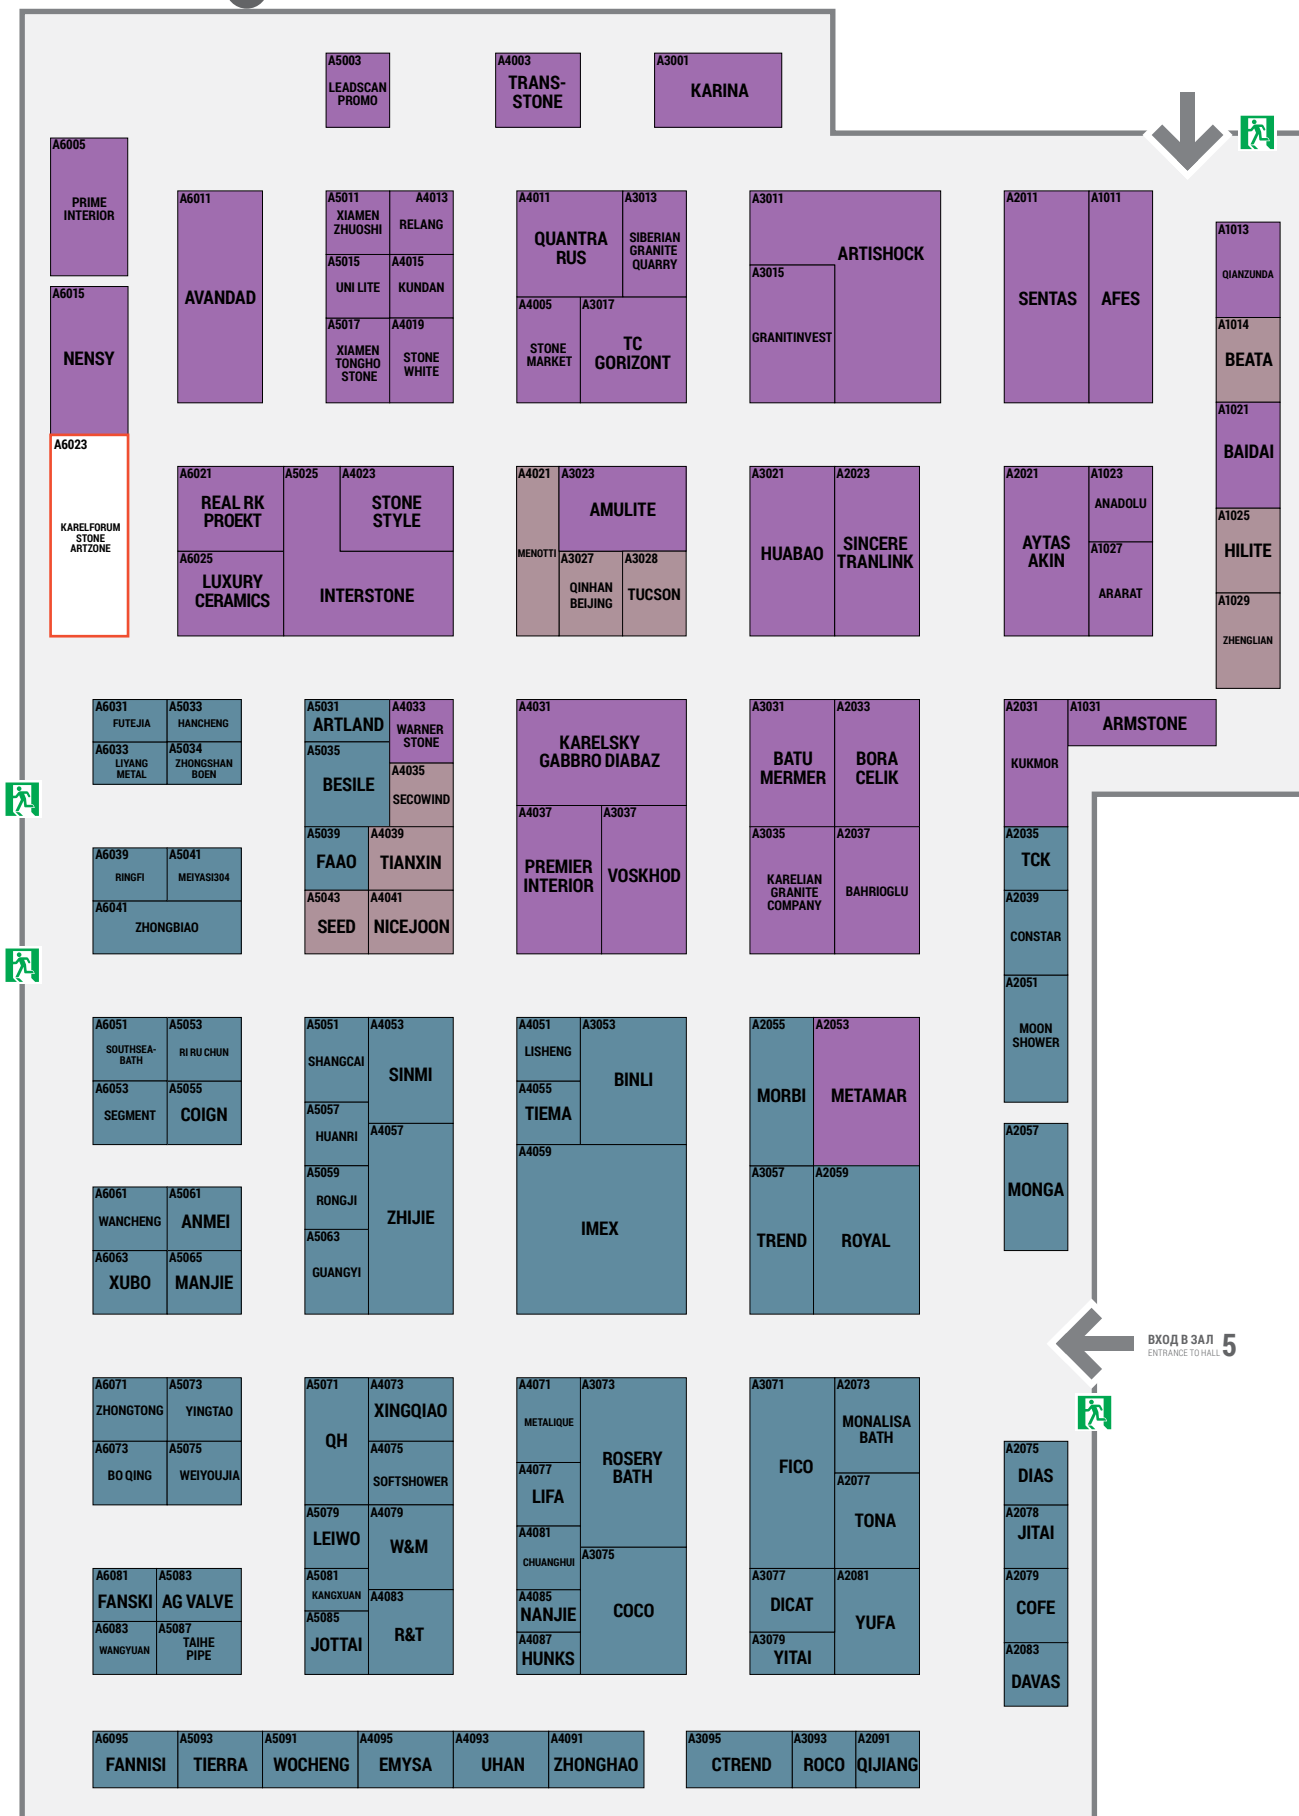 A5003
LEADSCAN
PROMO
A4003
TRANS-
STONE
A3001
KARINA
A6005
PRIME
INTERIOR
A6015
NENSY
A6023
KARELFORUM
STONE
ARTZONE
A6011
AVANDAD
A5011
XIAMEN
ZHUOSHI
A4013
RELANG
A5015
UNI LITE
A4015
KUNDAN
A5017
XIAMEN
TONGHO
STONE
A4019
STONE
WHITE
A4011
QUANTRA
RUS
A3013
SIBERIAN
GRANITE
QUARRY
A4005
STONE
MARKET
A3017
TC
GORIZONT
A3011
ARTISHOCK
A3015
GRANITINVEST
A2011
SENTAS
A1011
AFES
A1013
QIANZUNDA
A1014
BEATA
A1021
BAIDAI
A1025
HILITE
A1029
ZHENGLIAN
A6021
REAL RK
PROEKT
A5025
INTERSTONE
A4023
STONE
STYLE
A6025
LUXURY
CERAMICS
A4021
MENOTTI
A3023
AMULITE
A3027
QINHAN
BEIJING
A3028
TUCSON
A3021
HUABAO
A2023
SINCERE
TRANLINK
A2021
AYTAS
AKIN
A1023
ANADOLU
A1027
ARARAT
A6031
FUTEJIA
A5033
HANCHENG
A6033
LIYANG
METAL
A5034
ZHONGSHAN
BOEN
A5031
ARTLAND
A4033
WARNER
STONE
A5035
BESILE
A4035
SECOWIND
A5039
FAAO
A4039
TIANXIN
A5043
SEED
A4041
NICEJOON
A4031
KARELSKY
GABBRO DIABAZ
A4037
PREMIER
INTERIOR
A3037
VOSKHOD
A3031
BATU
MERMER
A2033
BORA
CELIK
A3035
KARELIAN
GRANITE
COMPANY
A2037
BAHRIOGLU
A2031
KUKMOR
A1031
ARMSTONE
A2035
TCK
A2039
CONSTAR
A2051
MOON
SHOWER
A2057
MONGA
A6039
RINGFI
A5041
MEIYASI304
A6041
ZHONGBIAO
A6051
SOUTHSEA-
BATH
A5053
RI RU CHUN
A6053
SEGMENT
A5055
COIGN
A5051
SHANGCAI
A4053
SINMI
A5057
HUANRI
A4057
ZHIJIE
A5059
RONGJI
A5063
GUANGYI
A4051
LISHENG
A3053
BINLI
A4055
TIEMA
A4059
IMEX
A2055
MORBI
A2053
METAMAR
A3057
TREND
A2059
ROYAL
A6061
WANCHENG
A5061
ANMEI
A6063
XUBO
A5065
MANJIE
ВХОД В ЗАЛ 5
ENTRANCE TO HALL
A6071
ZHONGTONG
A5073
YINGTAO
A6073
BO QING
A5075
WEIYOUJIA
A5071
QH
A4073
XINGQIAO
A4075
SOFTSHOWER
A5079
LEIWO
A4079
W&M
A5081
KANGXUAN
A4083
R&T
A5085
JOTTAI
A4071
METALIQUE
A3073
ROSERY
BATH
A4077
LIFA
A4081
CHUANGHUI
A3075
COCO
A4085
NANJIE
A4087
HUNKS
A3071
FICO
A2073
MONALISA
BATH
A2077
TONA
A3077
DICAT
A2081
YUFA
A3079
YITAI
A2075
DIAS
A2078
JITAI
A2079
COFE
A2083
DAVAS
A6081
FANSKI
A5083
AG VALVE
A6083
WANGYUAN
A5087
TAIHE
PIPE
A6095
FANNISI
A5093
TIERRA
A5091
WOCHENG
A4095
EMYSA
A4093
UHAN
A4091
ZHONGHAO
A3095
CTREND
A3093
ROCO
A2091
QIJIANG